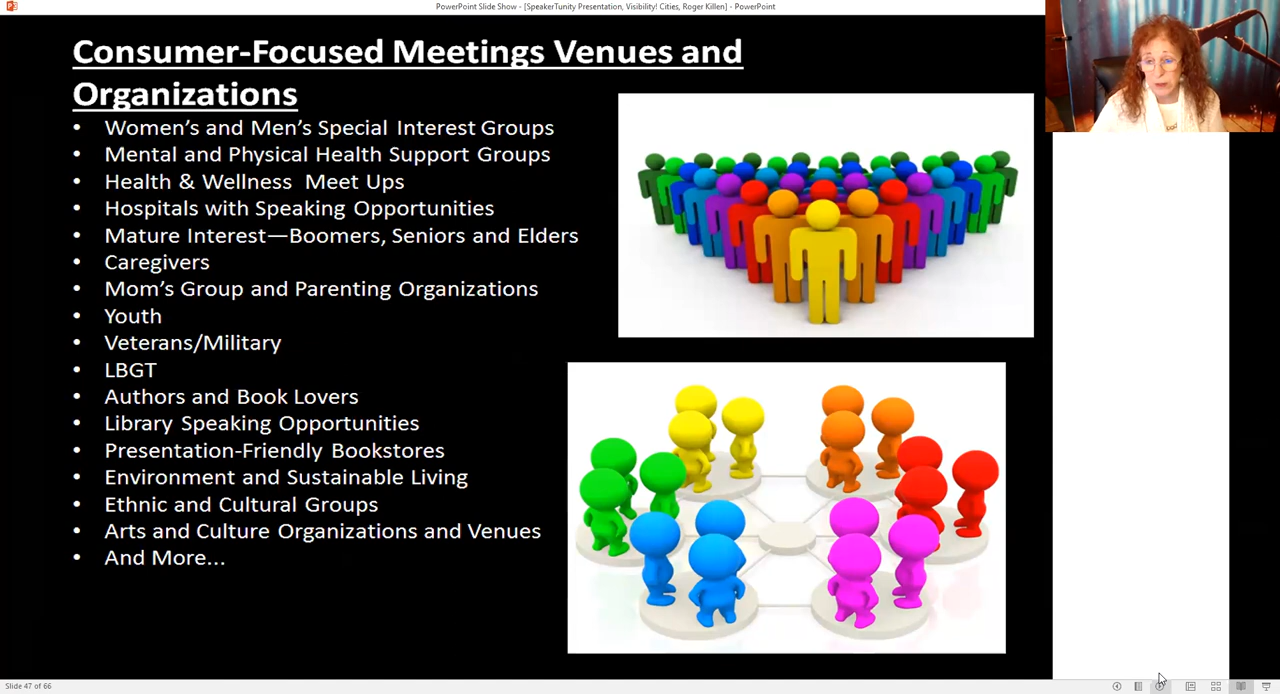 PowerPoint Slide Show - [SpeakerTunity Presentation, Visibility! Cities, Roger Killen] - PowerPoint
Consumer-Focused Meetings Venues and
Organizations
• Women's and Men's Special Interest Groups
• Mental and Physical Health Support Groups
• Health & Wellness Meet Ups
• Hospitals with Speaking Opportunities
• Mature Interest—Boomers, Seniors and Elders
• Caregivers
• Mom's Group and Parenting Organizations
• Youth
• Veterans/Military
• LBGT
• Authors and Book Lovers
• Library Speaking Opportunities
• Presentation-Friendly Bookstores
• Environment and Sustainable Living
• Ethnic and Cultural Groups
• Arts and Culture Organizations and Venues
• And More...
Slide 47 of 66